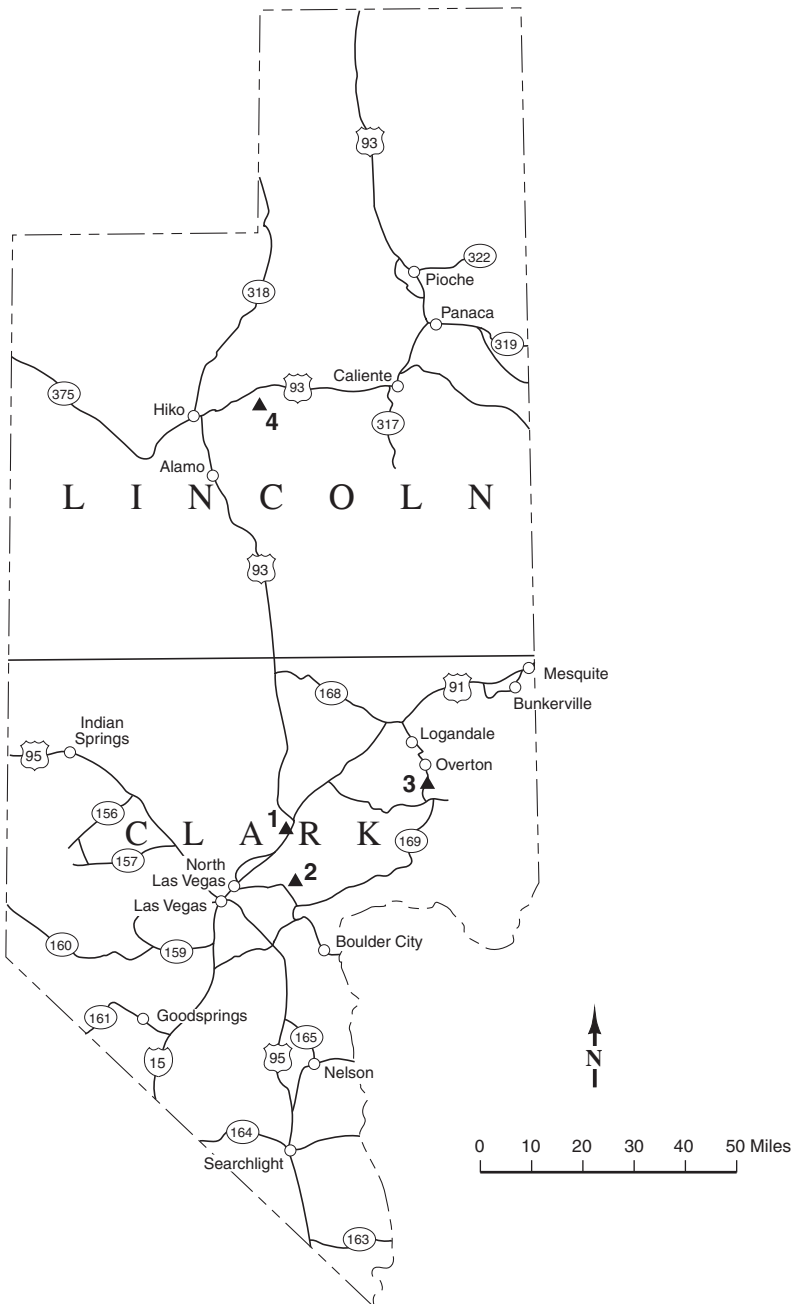 93
322
Pioche
318
Panaca
319
Caliente
93
375
Hiko
4
317
Alamo
L I N C O L N
93
Mesquite
168
91
Bunkerville
Indian
Springs
Logandale
95
Overton
3
156
1
C L A R K
169
157
North
Las Vegas
2
Las Vegas
160
159
Boulder City
161
Goodsprings
165
15
95
N
Nelson
164
Searchlight
0 10 20 30 40 50 Miles
163